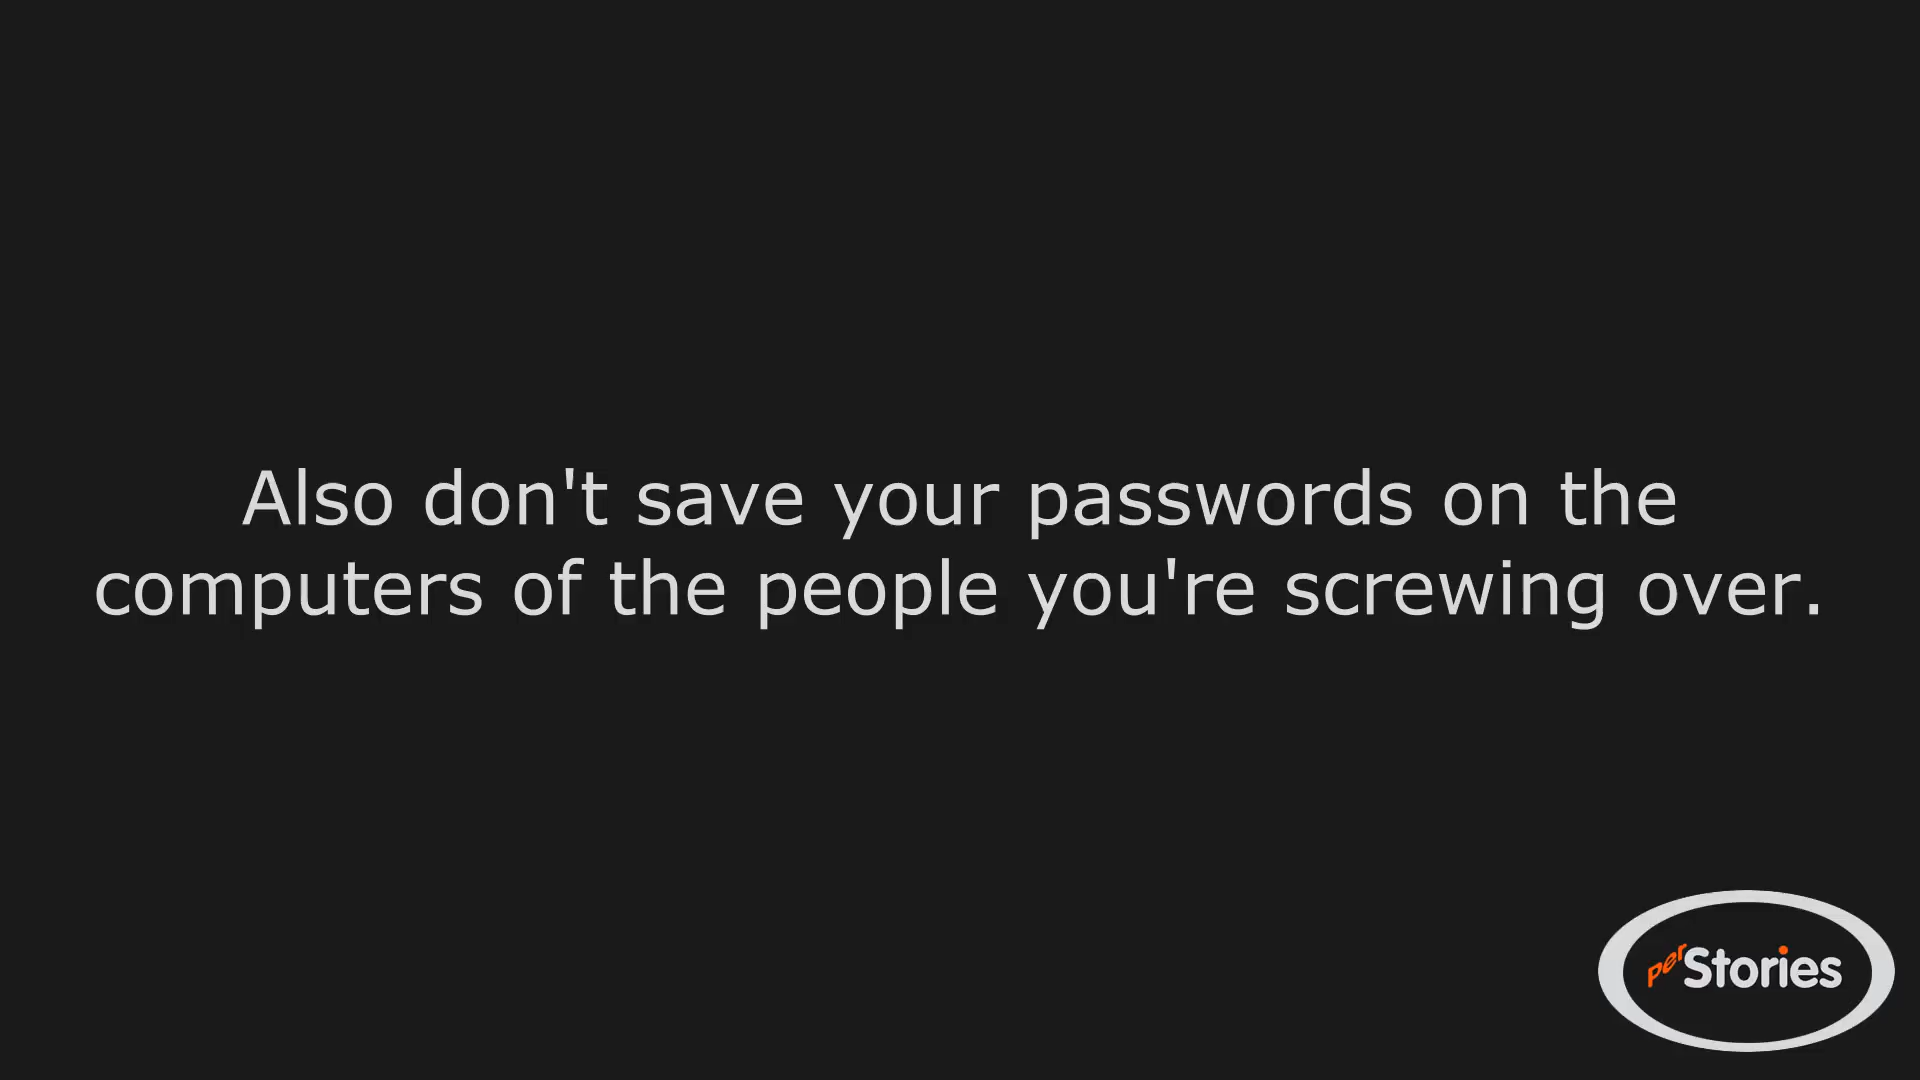 Also don't save your passwords on the
computers of the people you're screwing over.
perStories